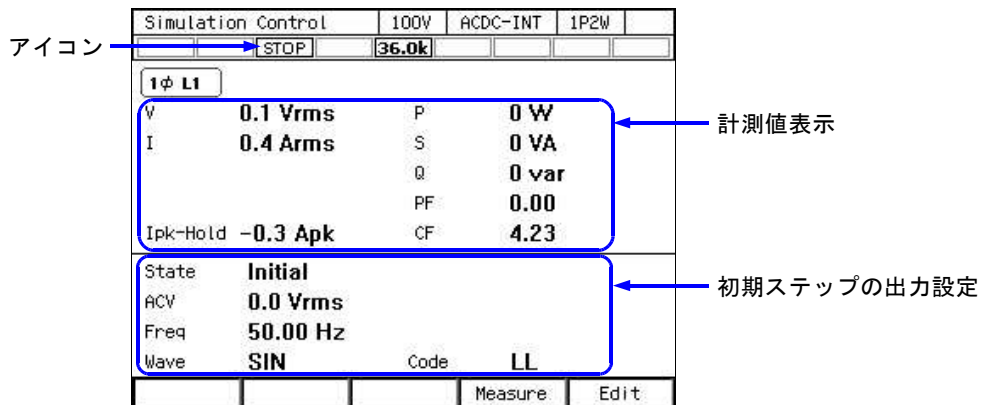 Simulation Control 100V ACDC-INT 1P2W
アイコン STOP 36.0k
1φ L1
V 0.1 Vrms P 0 W
計測値表示
I 0.4 Arms S 0 VA
Q 0 var
PF 0.00
Ipk-Hold -0.3 Apk CF 4.23
State Initial
初期ステップの出力設定
ACV 0.0 Vrms
Freq 50.00 Hz
Wave SIN Code LL
Measure Edit